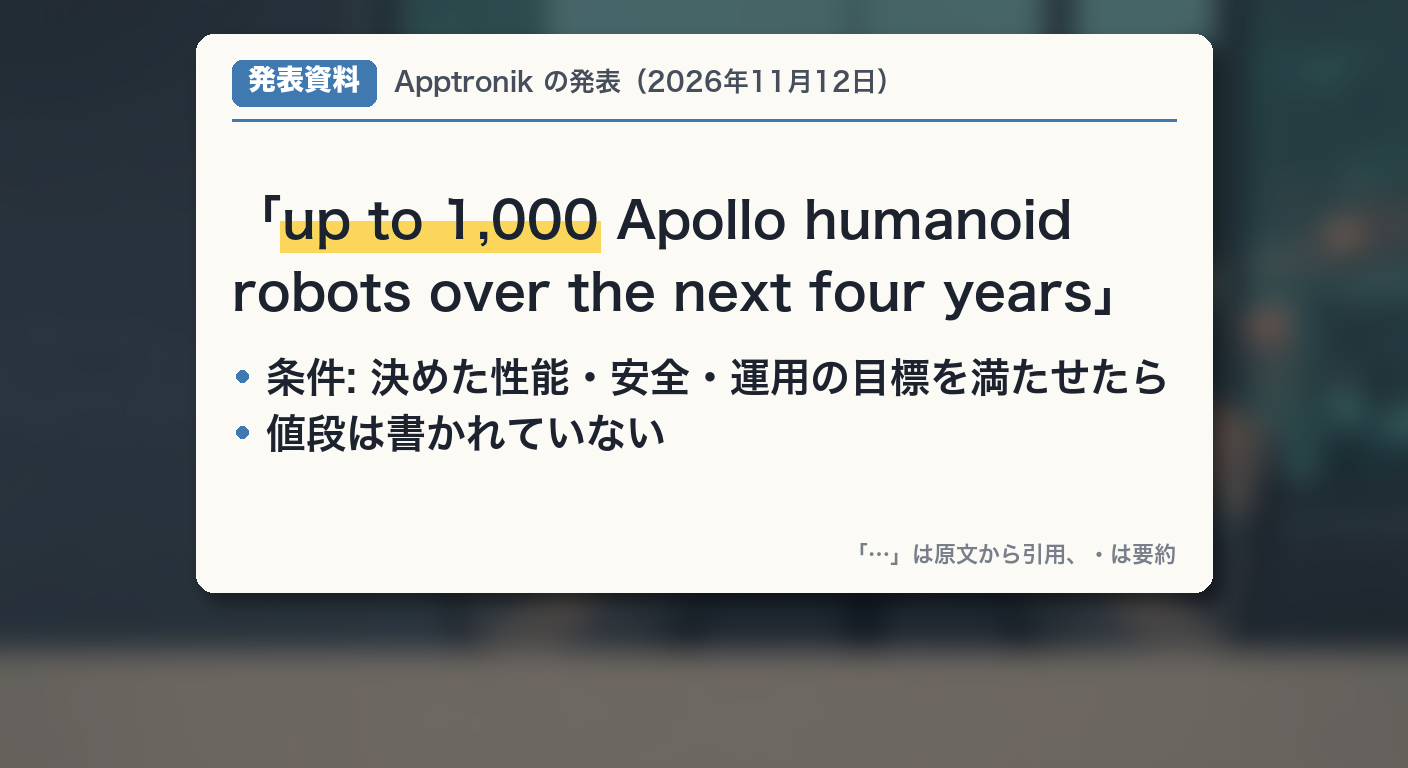 発表資料 Apptronik の発表（2026年11月12日）
「up to 1,000 Apollo humanoid
robots over the next four years」
• 条件: 決めた性能・安全・運用の目標を満たせたら
• 値段は書かれていない
「…」は原文から引用、・は要約